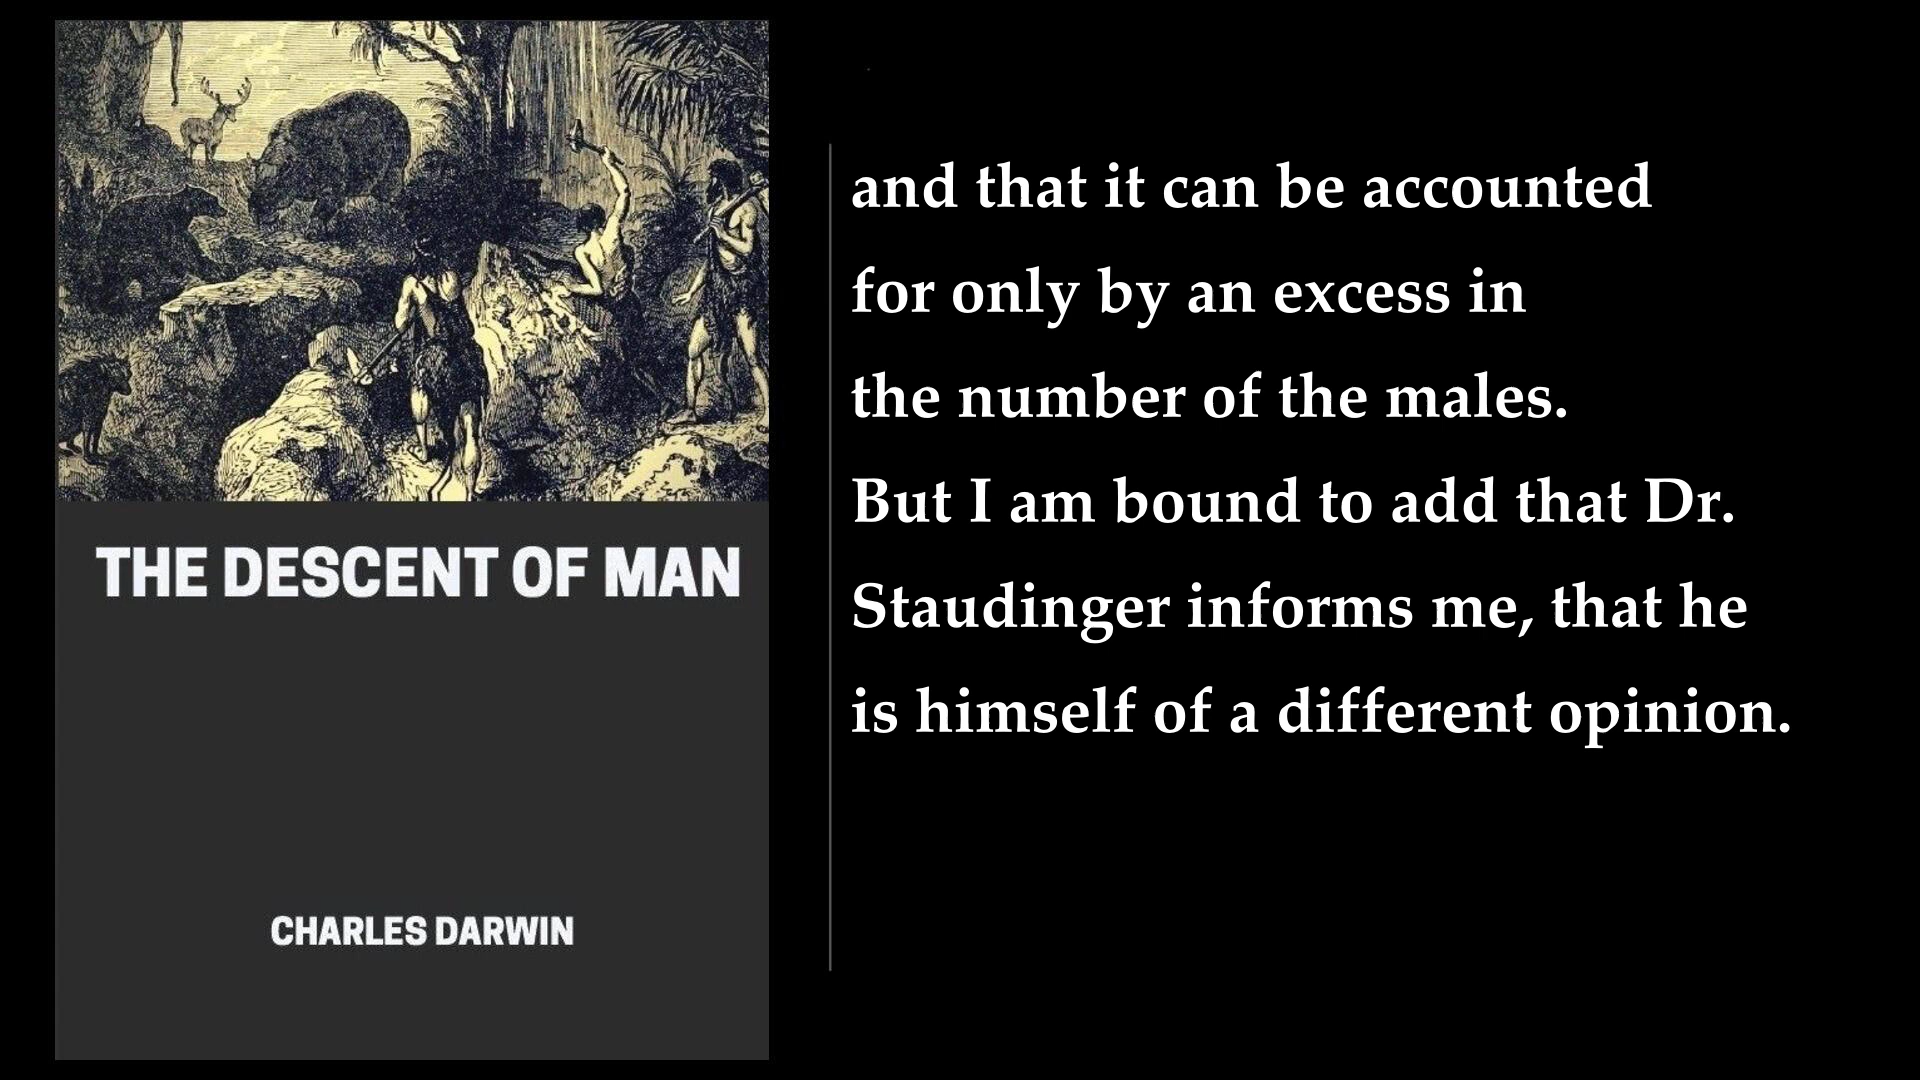 THE DESCENT OF MAN
CHARLES DARWIN
and that it can be accounted
for only by an excess in
the number of the males.
But I am bound to add that Dr.
Staudinger informs me, that he
is himself of a different opinion.